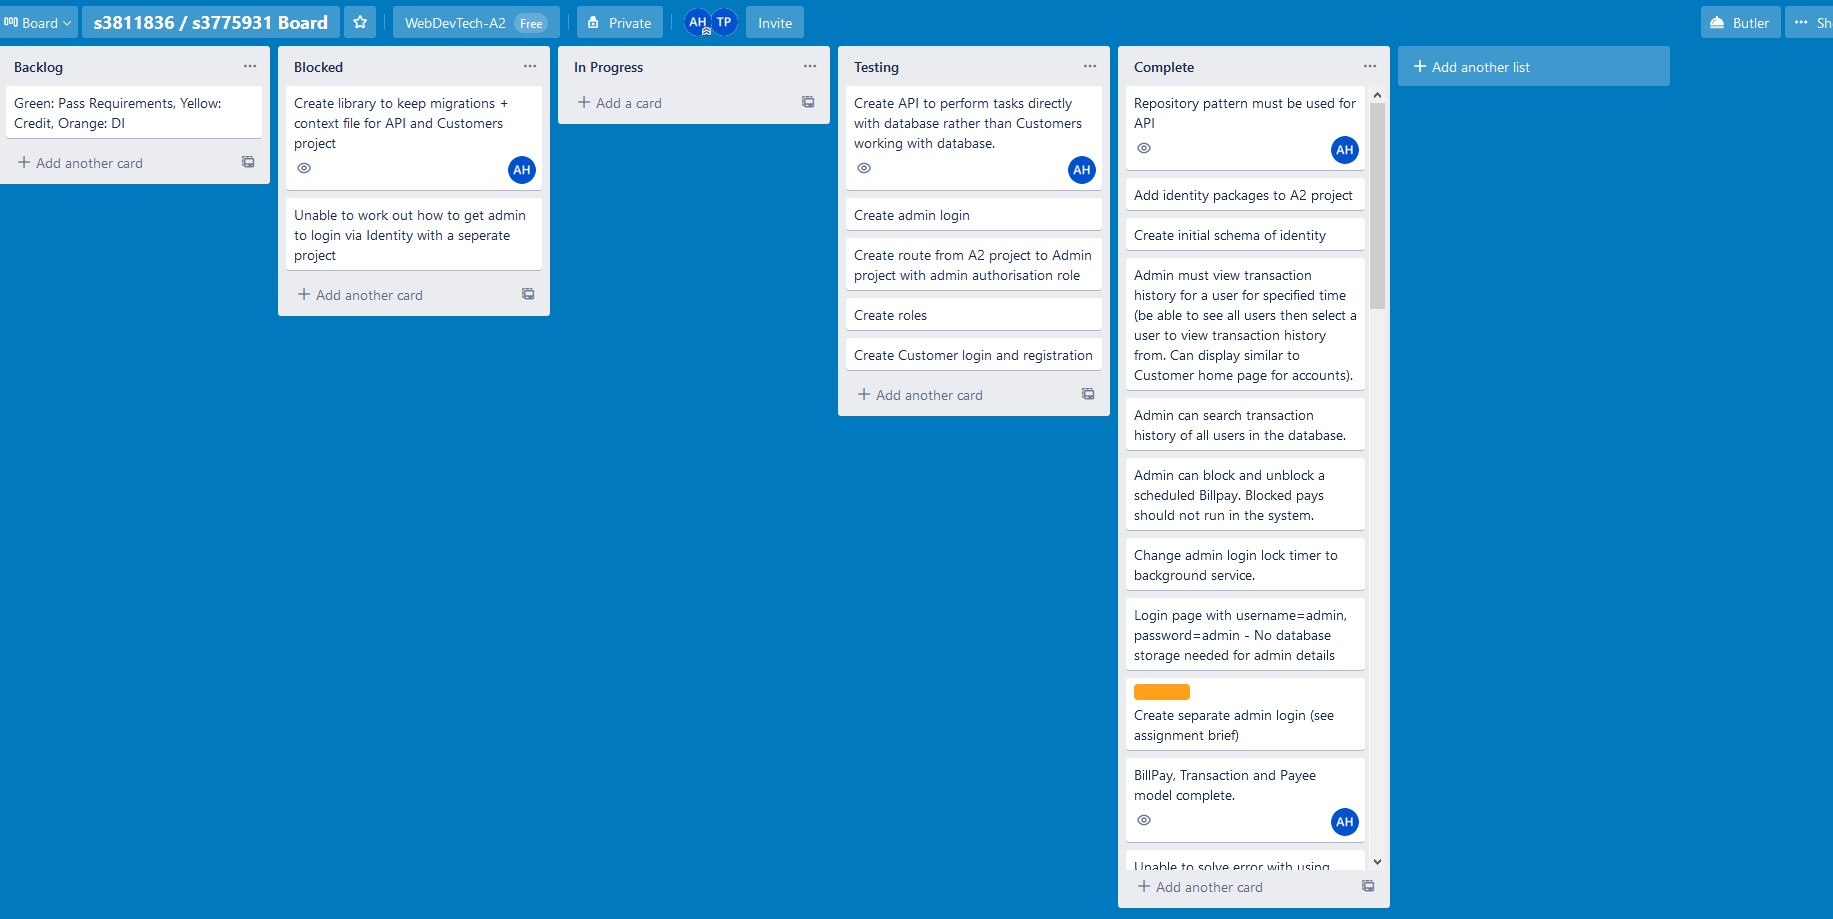 Board
s3811836 / s3775931 Board
WebDevTech-A2 Free
Private
AH TP
Invite
Butler
Sh
Backlog
Green: Pass Requirements, Yellow:
Credit, Orange: DI
Add another card
Blocked
Create library to keep migrations +
context file for API and Customers
project
AH
Unable to work out how to get admin
to login via Identity with a seperate
project
Add another card
In Progress
Add a card
Testing
Create API to perform tasks directly
with database rather than Customers
working with database.
AH
Create admin login
Create route from A2 project to Admin
project with admin authorisation role
Create roles
Create Customer login and registration
Add another card
Complete
Repository pattern must be used for
API
AH
Add identity packages to A2 project
Create initial schema of identity
Admin must view transaction
history for a user for specified time
(be able to see all users then select a
user to view transaction history
from. Can display similar to
Customer home page for accounts).
Admin can search transaction
history of all users in the database.
Admin can block and unblock a
scheduled Billpay. Blocked pays
should not run in the system.
Change admin login lock timer to
background service.
Login page with username=admin,
password=admin - No database
storage needed for admin details
Create separate admin login (see
assignment brief)
BillPay, Transaction and Payee
model complete.
AH
Unable to solve error with using
Add another card
Add another list